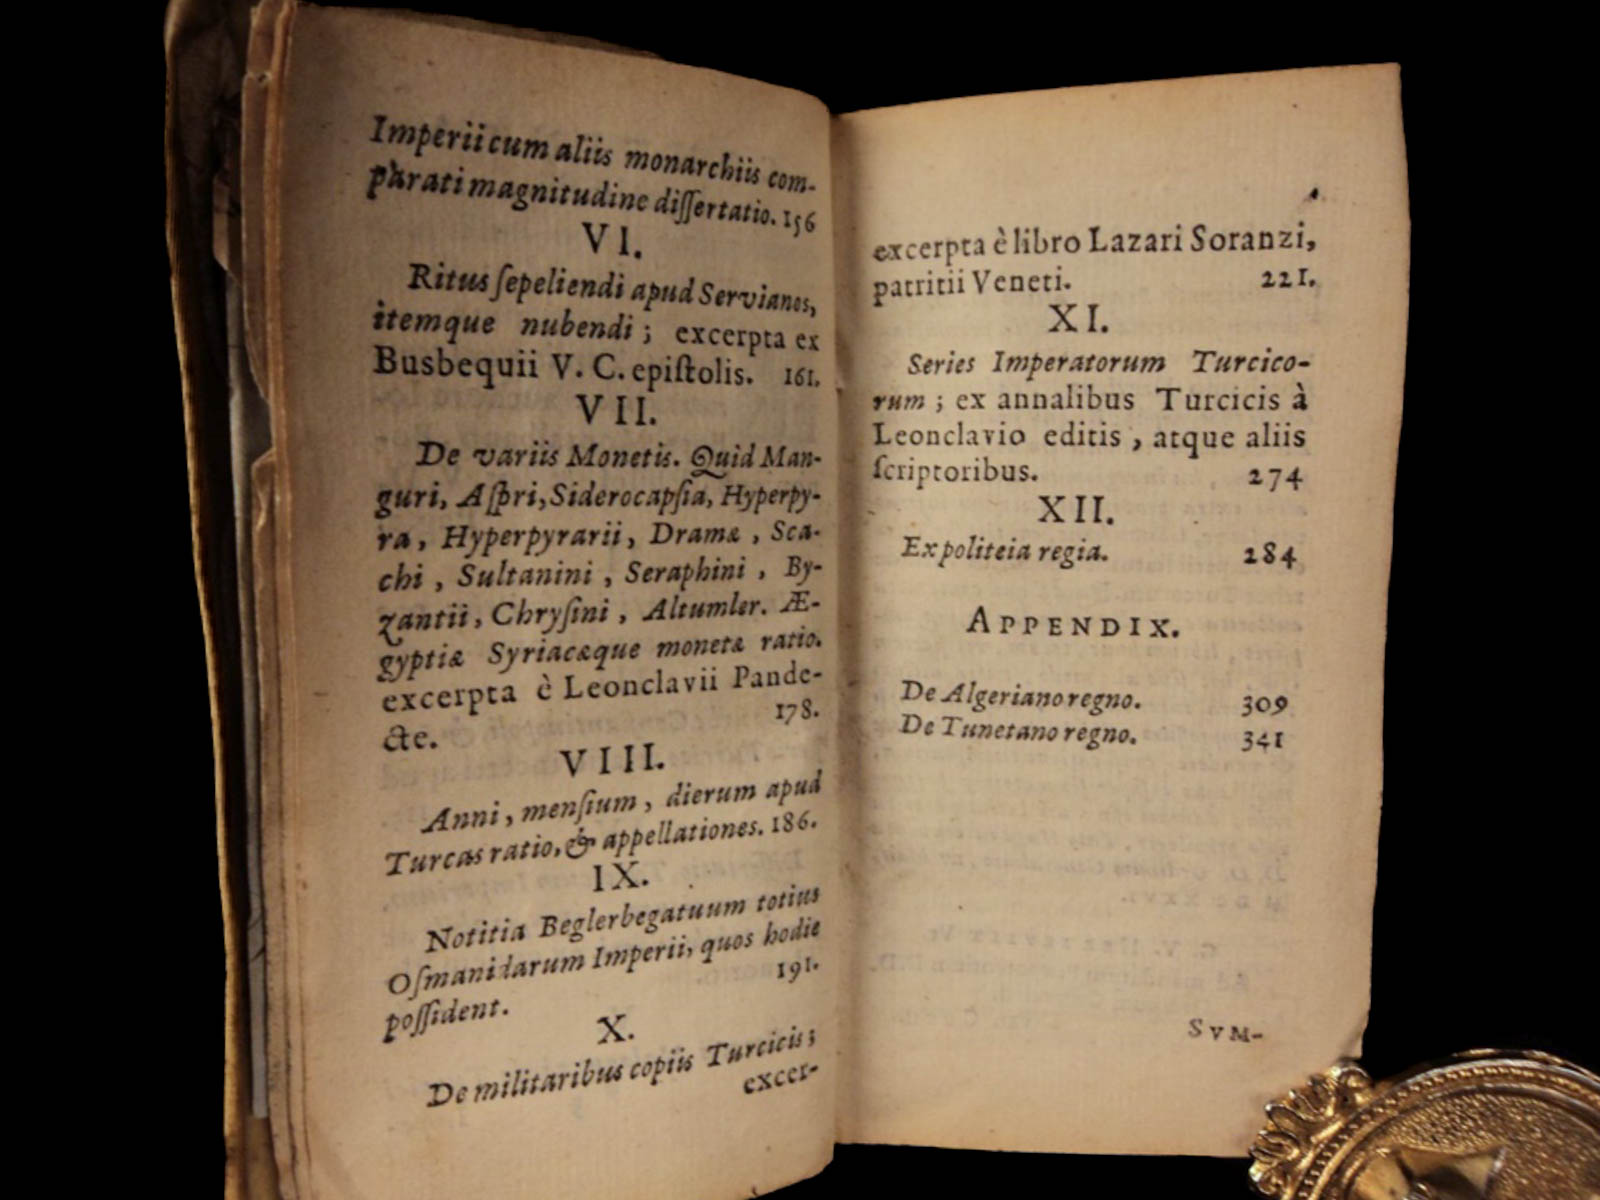 Imperii cum aliis monarchiis com-
parati magnitudine diſſertatio. 156
VI.
Ritus ſepeliendi apud Servianos,
itemque nubendi; excerpta ex
Busbequii V. C. epiſtolis. 161.
VII.
De variis Monetis. Quid Man-
guri, Aſpri, Siderocapſia, Hyperpy-
ra, Hyperpyrarii, Dramæ, Sca-
chi, Sultanini, Seraphini, By-
zantii, Chryſini, Altumler. Æ-
gyptiæ Syriacæque monetæ ratio.
excerpta è Leonclavii Pande-
cte. 178.
VIII.
Anni, menſium, dierum apud
Turcas ratio, & appellationes. 186.
IX.
Notitia Beglerbegatuum totius
Oſmanidarum Imperii, quos hodie
poſſident. 191.
X.
De militaribus copiis Turcicis;
excer-
excerpta è libro Lazari Soranzi,
patritii Veneti. 221.
XI.
Series Imperatorum Turcico-
rum; ex annalibus Turcicis à
Leonclavio editis, atque aliis
ſcriptoribus. 274
XII.
Ex politeia regia. 284
APPENDIX.
De Algeriano regno. 309
De Tunetano regno. 341
SVM-